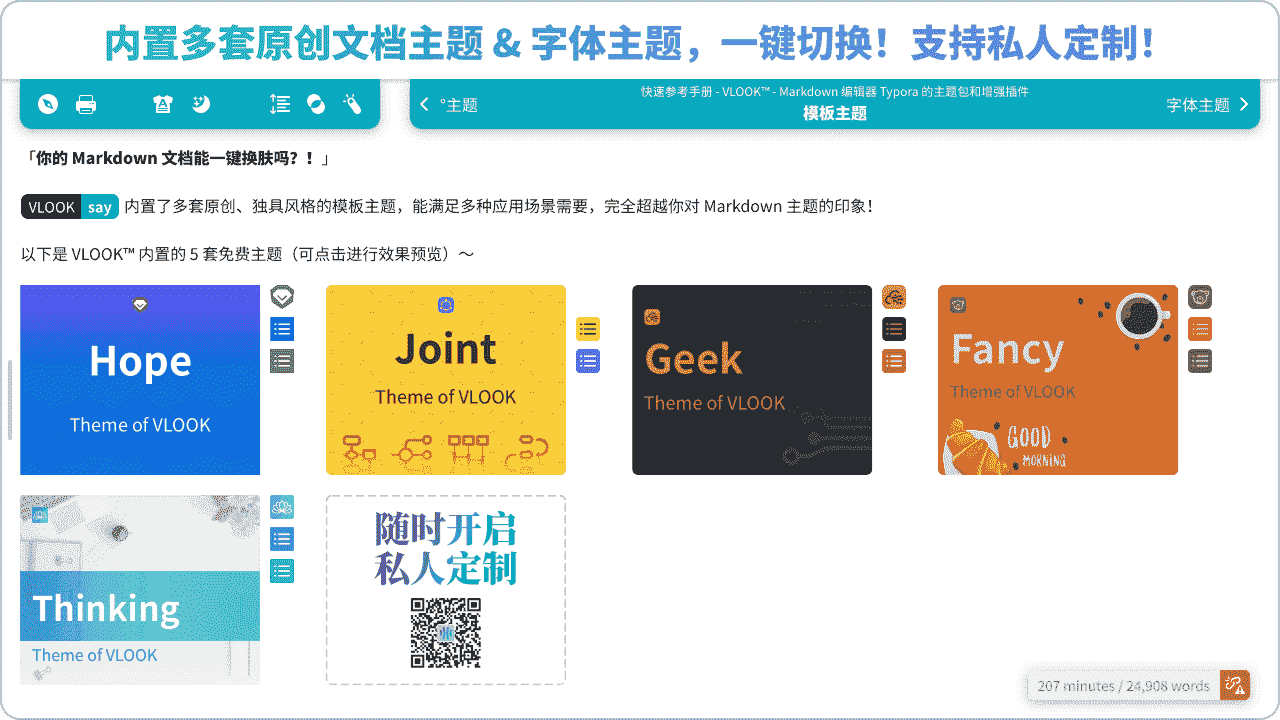 内置多套原创文档主题 & 字体主题，一键切换！支持私人定制！
°主题
快速参考手册 - VLOOK™ - Markdown 编辑器 Typora 的主题包和增强插件
模板主题
字体主题
「你的 Markdown 文档能一键换肤吗？！」
VLOOK say 内置了多套原创、独具风格的模板主题，能满足多种应用场景需要，完全超越你对 Markdown 主题的印象！
以下是 VLOOK™ 内置的 5 套免费主题（可点击进行效果预览）～
Hope
Theme of VLOOK
Joint
Theme of VLOOK
Geek
Theme of VLOOK
Fancy
Theme of VLOOK
GOOD
MORNING
Thinking
Theme of VLOOK
随时开启
私人定制
207 minutes / 24,908 words